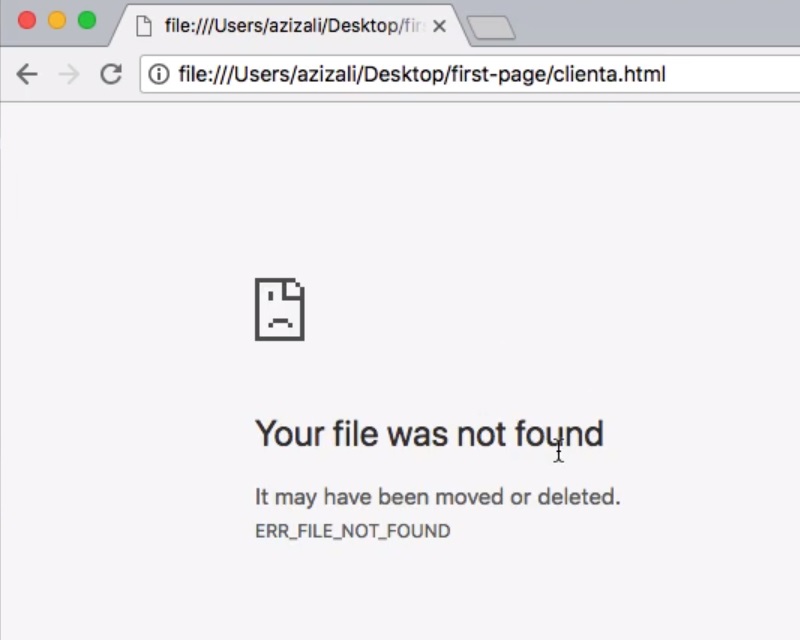 file:///Users/azizali/Desktop/fir
file:///Users/azizali/Desktop/first-page/clienta.html
Your file was not found
It may have been moved or deleted.
ERR_FILE_NOT_FOUND